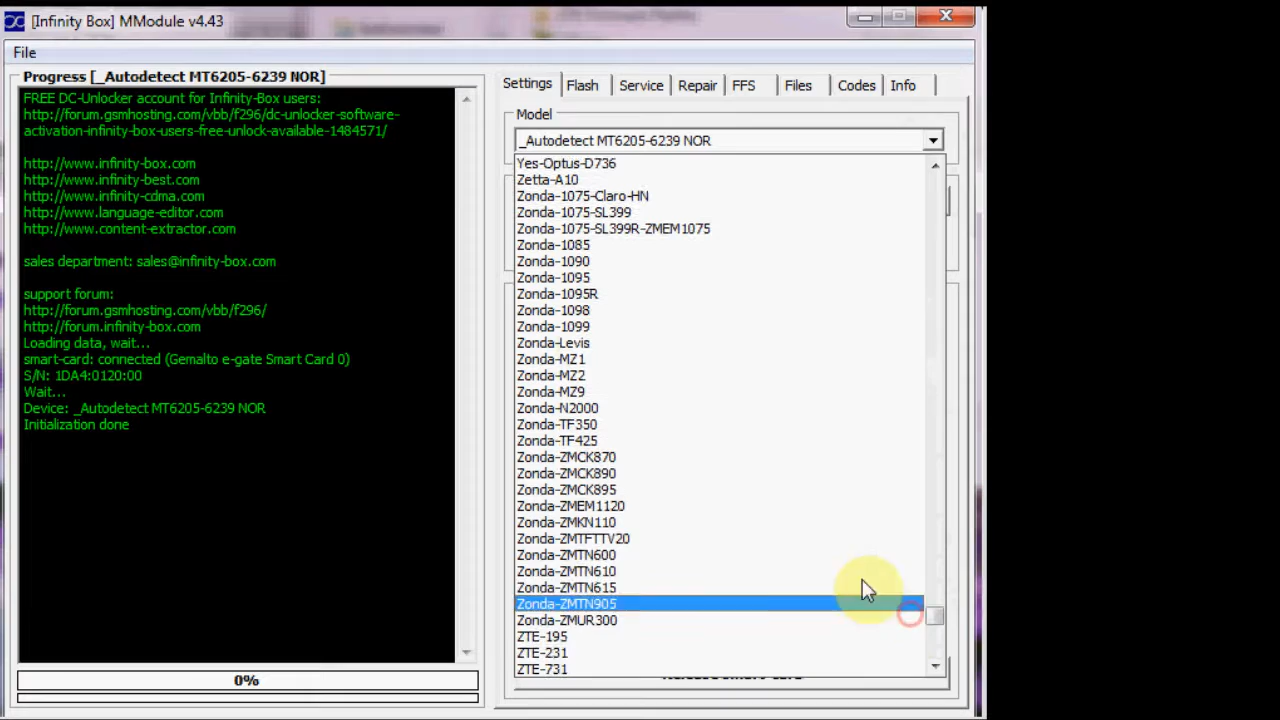 [Infinity Box] MModule v4.43
File
Progress [_Autodetect MT6205-6239 NOR]
FREE DC-Unlocker account for Infinity-Box users:
http://forum.gsmhosting.com/vbb/f296/dc-unlocker-software-
activation-infinity-box-users-free-unlock-available-1484571/
http://www.infinity-box.com
http://www.infinity-best.com
http://www.infinity-cdma.com
http://www.language-editor.com
http://www.content-extractor.com
sales department: sales@infinity-box.com
support forum:
http://forum.gsmhosting.com/vbb/f296/
http://forum.infinity-box.com
Loading data, wait...
smart-card: connected (Gemalto e-gate Smart Card 0)
S/N: 1DA4:0120:00
Wait...
Device: _Autodetect MT6205-6239 NOR
Initialization done
0%
Settings Flash Service Repair FFS Files Codes Info
Model
_Autodetect MT6205-6239 NOR
Yes-Optus-D736
Zetta-A10
Zonda-1075-Claro-HN
Zonda-1075-SL399
Zonda-1075-SL399R-ZMEM1075
Zonda-1085
Zonda-1090
Zonda-1095
Zonda-1095R
Zonda-1098
Zonda-1099
Zonda-Levis
Zonda-MZ1
Zonda-MZ2
Zonda-MZ9
Zonda-N2000
Zonda-TF350
Zonda-TF425
Zonda-ZMCK870
Zonda-ZMCK890
Zonda-ZMCK895
Zonda-ZMEM1120
Zonda-ZMKN110
Zonda-ZMTFTTV20
Zonda-ZMTN600
Zonda-ZMTN610
Zonda-ZMTN615
Zonda-ZMTN905
Zonda-ZMUR300
ZTE-195
ZTE-231
ZTE-731